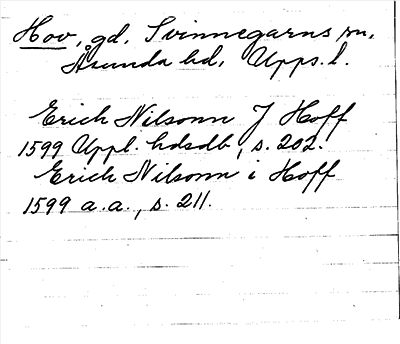 Hov, gd, Svinnegarns sn,
Åsunda hd, Upps. l.
Erich Nilsonn J Hoff
1599 Uppl. hdsdb, s. 202.
Erich Nilsonn i Hoff
1599 a.a., s. 211.